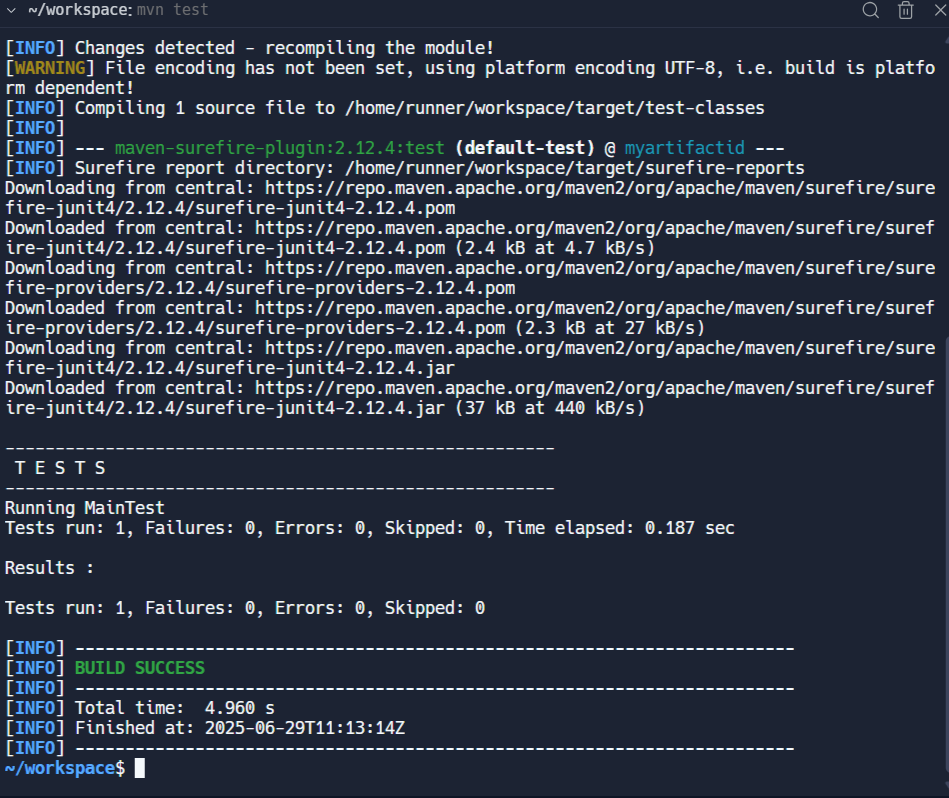 ~/workspace: mvn test
[INFO] Changes detected - recompiling the module!
[WARNING] File encoding has not been set, using platform encoding UTF-8, i.e. build is platfo
rm dependent!
[INFO] Compiling 1 source file to /home/runner/workspace/target/test-classes
[INFO]
[INFO] --- maven-surefire-plugin:2.12.4:test (default-test) @ myartifactid ---
[INFO] Surefire report directory: /home/runner/workspace/target/surefire-reports
Downloading from central: https://repo.maven.apache.org/maven2/org/apache/maven/surefire/sure
fire-junit4/2.12.4/surefire-junit4-2.12.4.pom
Downloaded from central: https://repo.maven.apache.org/maven2/org/apache/maven/surefire/suref
ire-junit4/2.12.4/surefire-junit4-2.12.4.pom (2.4 kB at 4.7 kB/s)
Downloading from central: https://repo.maven.apache.org/maven2/org/apache/maven/surefire/sure
fire-providers/2.12.4/surefire-providers-2.12.4.pom
Downloaded from central: https://repo.maven.apache.org/maven2/org/apache/maven/surefire/suref
ire-providers/2.12.4/surefire-providers-2.12.4.pom (2.3 kB at 27 kB/s)
Downloading from central: https://repo.maven.apache.org/maven2/org/apache/maven/surefire/sure
fire-junit4/2.12.4/surefire-junit4-2.12.4.jar
Downloaded from central: https://repo.maven.apache.org/maven2/org/apache/maven/surefire/suref
ire-junit4/2.12.4/surefire-junit4-2.12.4.jar (37 kB at 440 kB/s)
-------------------------------------------------------
T E S T S
-------------------------------------------------------
Running MainTest
Tests run: 1, Failures: 0, Errors: 0, Skipped: 0, Time elapsed: 0.187 sec
Results :
Tests run: 1, Failures: 0, Errors: 0, Skipped: 0
[INFO] ------------------------------------------------------------------------
[INFO] BUILD SUCCESS
[INFO] ------------------------------------------------------------------------
[INFO] Total time:  4.960 s
[INFO] Finished at: 2025-06-29T11:13:14Z
[INFO] ------------------------------------------------------------------------
~/workspace$